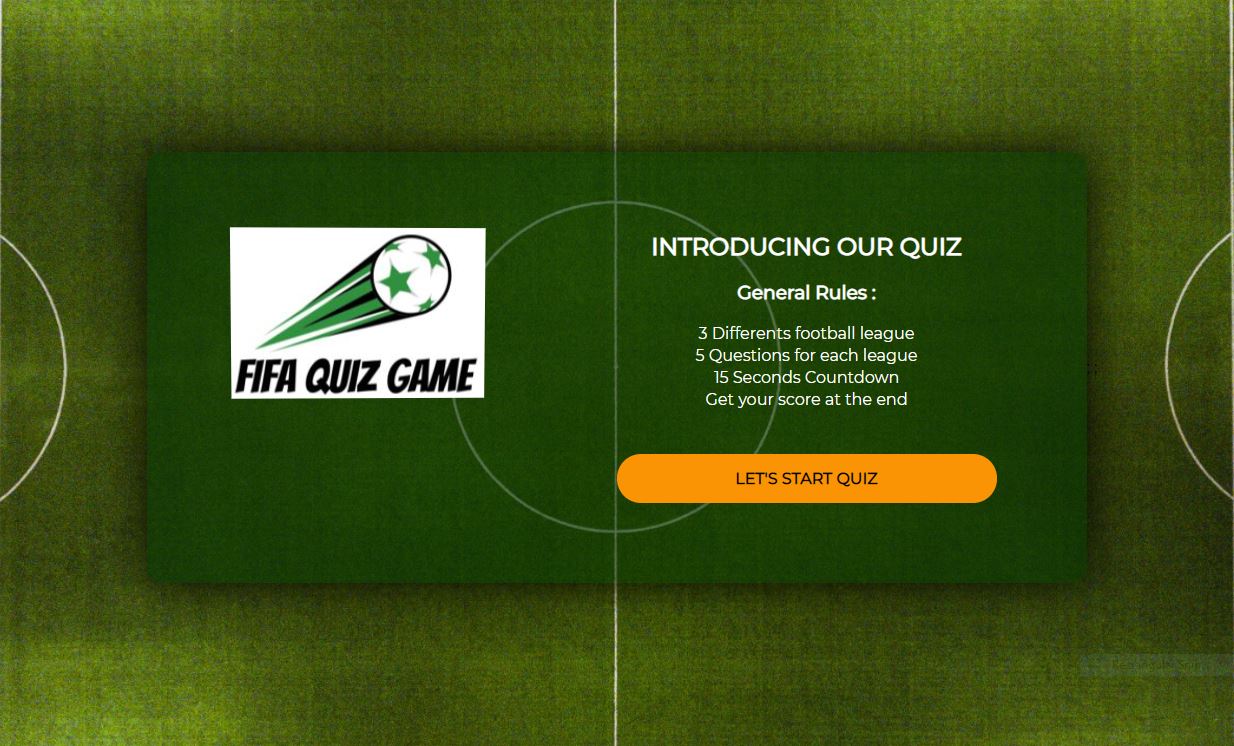 FIFA QUIZ GAME
INTRODUCING OUR QUIZ
General Rules :
3 Differents football league
5 Questions for each league
15 Seconds Countdown
Get your score at the end
LET'S START QUIZ